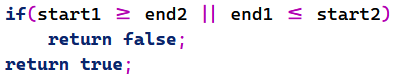 if(start1 ≥ end2 || end1 ≤ start2)
    return false;
return true;